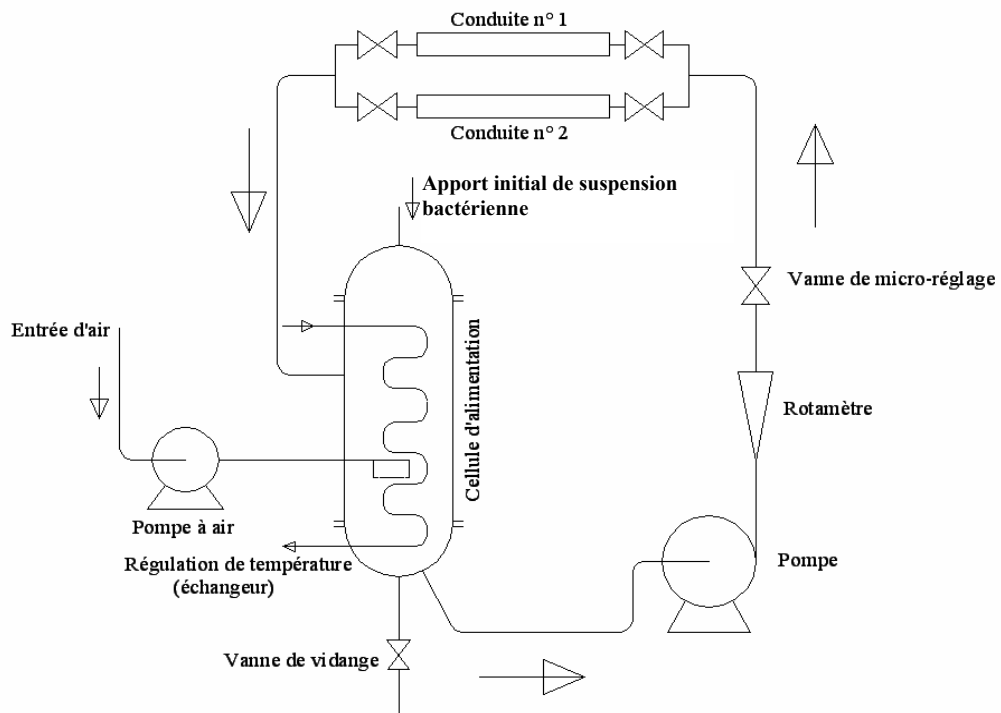 Conduite n° 1
Conduite n° 2
Apport initial de suspension
bactérienne
Vanne de micro-réglage
Entrée d'air
Cellule d'alimentation
Rotamètre
Pompe à air
Pompe
Régulation de température
(échangeur)
Vanne de vidange